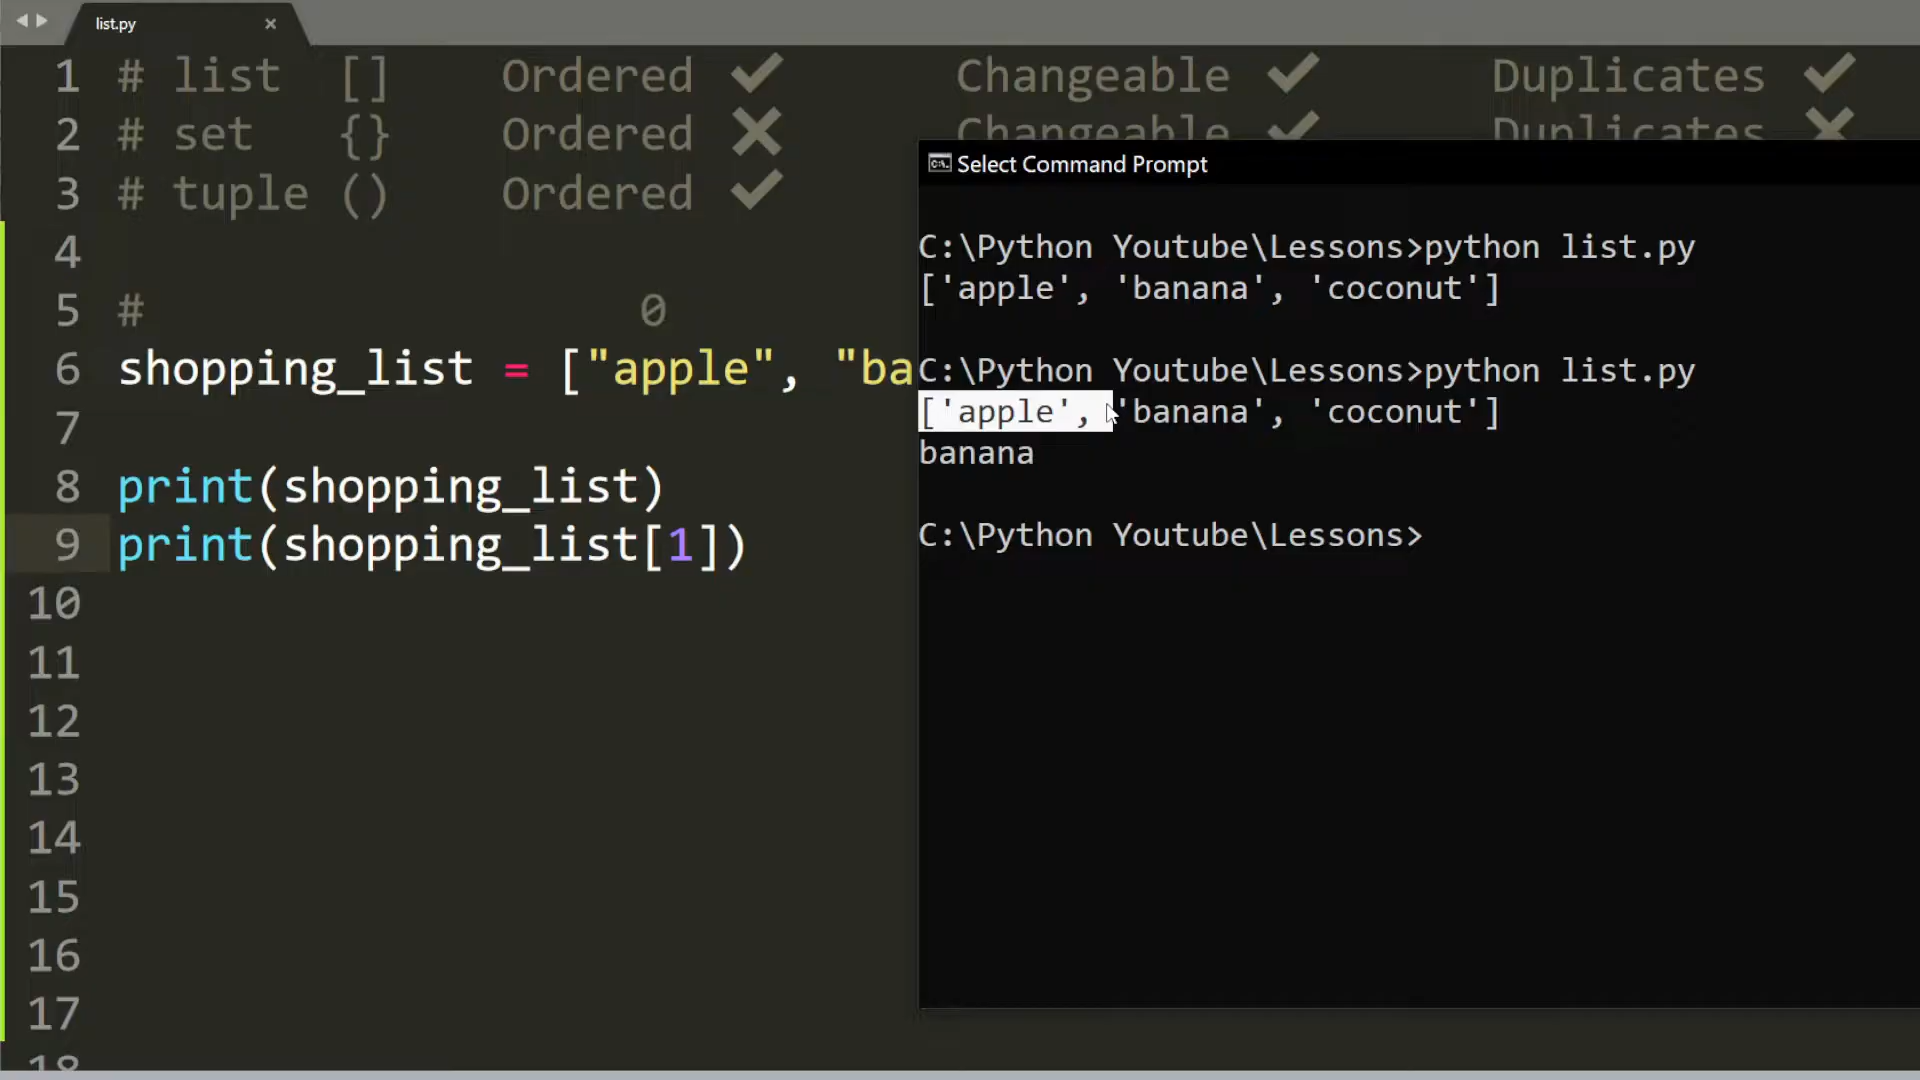 list.py ×
1 # list [] Ordered ✔ Changeable ✔ Duplicates ✔
2 # set {} Ordered ✖ Changeable ✔ Duplicates ✖
3 # tuple () Ordered ✔
4
5 # 0
6 shopping_list = ["apple", "ba
7
8 print(shopping_list)
9 print(shopping_list[1])
10
11
12
13
14
15
16
17
18
Select Command Prompt
C:\Python Youtube\Lessons>python list.py
['apple', 'banana', 'coconut']
C:\Python Youtube\Lessons>python list.py
['apple', 'banana', 'coconut']
banana
C:\Python Youtube\Lessons>